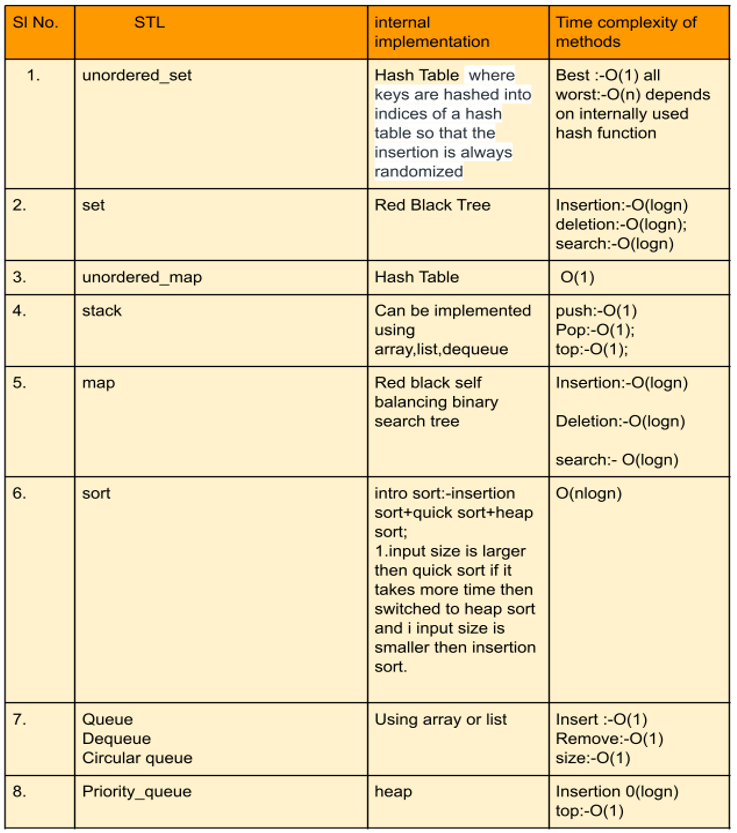 Sl No.
STL
internal
implementation
Time complexity of
methods
1.
unordered_set
Hash Table where
keys are hashed into
indices of a hash
table so that the
insertion is always
randomized
Best :-O(1) all
worst:-O(n) depends
on internally used
hash function
2.
set
Red Black Tree
Insertion:-O(logn)
deletion:-O(logn);
search:-O(logn)
3.
unordered_map
Hash Table
O(1)
4.
stack
Can be implemented
using
array,list,dequeue
push:-O(1)
Pop:-O(1);
top:-O(1);
5.
map
Red black self
balancing binary
search tree
Insertion:-O(logn)
Deletion:-O(logn)
search:- O(logn)
6.
sort
intro sort:-insertion
sort+quick sort+heap
sort;
1.input size is larger
then quick sort if it
takes more time then
switched to heap sort
and i input size is
smaller then insertion
sort.
O(nlogn)
7.
Queue
Dequeue
Circular queue
Using array or list
Insert :-O(1)
Remove:-O(1)
size:-O(1)
8.
Priority_queue
heap
Insertion 0(logn)
top:-O(1)